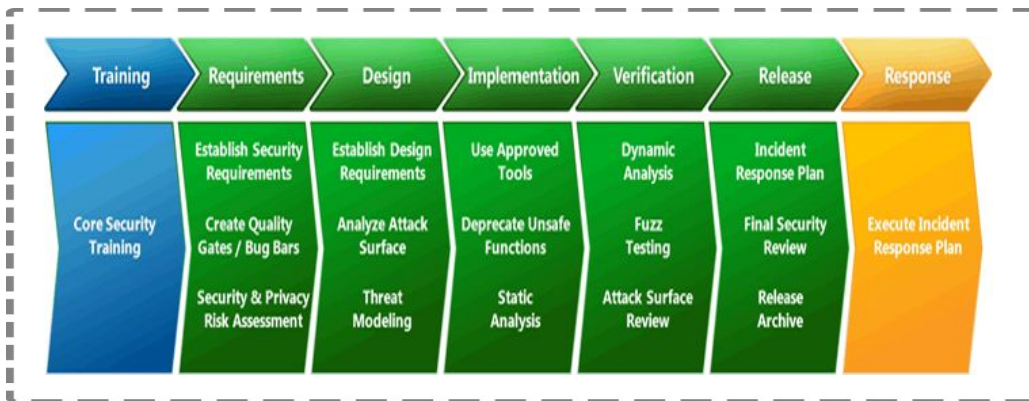 Training
Requirements
Design
Implementation
Verification
Release
Response
Core Security
Training
Establish Security
Requirements
Create Quality
Gates / Bug Bars
Security & Privacy
Risk Assessment
Establish Design
Requirements
Analyze Attack
Surface
Threat
Modeling
Use Approved
Tools
Deprecate Unsafe
Functions
Static
Analysis
Dynamic
Analysis
Fuzz
Testing
Attack Surface
Review
Incident
Response Plan
Final Security
Review
Release
Archive
Execute Incident
Response Plan